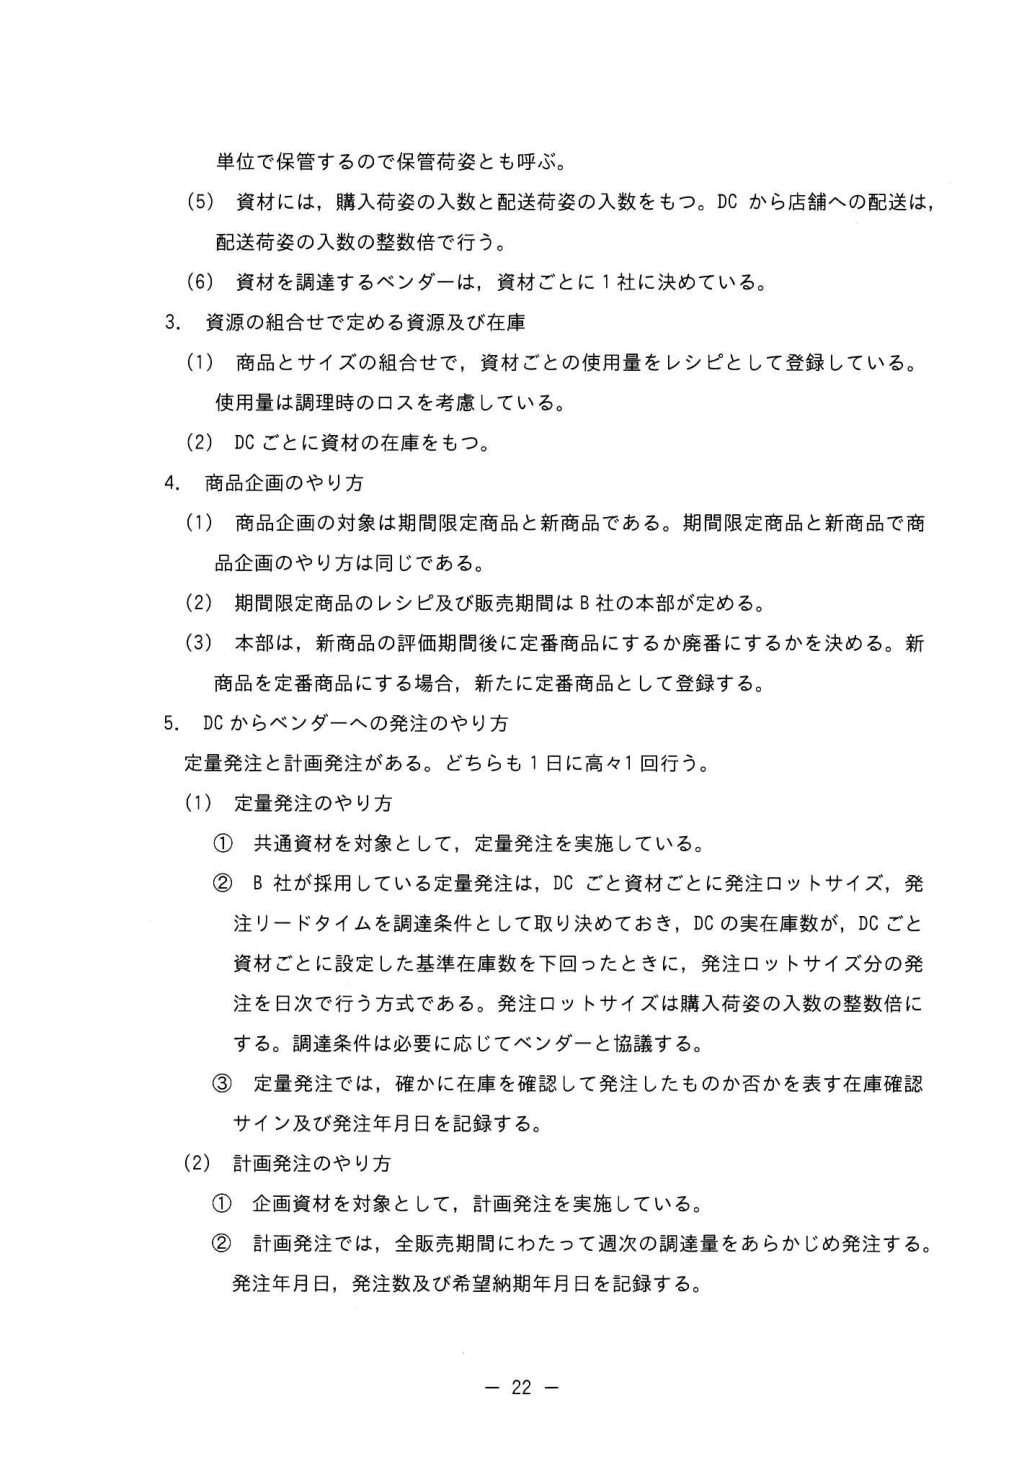 単位で保管するので保管荷姿とも呼ぶ。
(5) 資材には，購入荷姿の入数と配送荷姿の入数をもつ。DC から店舗への配送は，
配送荷姿の入数の整数倍で行う。
(6) 資材を調達するベンダーは，資材ごとに 1 社に決めている。
3. 資源の組合せで定める資源及び在庫
(1) 商品とサイズの組合せで，資材ごとの使用量をレシピとして登録している。
使用量は調理時のロスを考慮している。
(2) DC ごとに資材の在庫をもつ。
4. 商品企画のやり方
(1) 商品企画の対象は期間限定商品と新商品である。期間限定商品と新商品で商
品企画のやり方は同じである。
(2) 期間限定商品のレシピ及び販売期間は B 社の本部が定める。
(3) 本部は，新商品の評価期間後に定番商品にするか廃番にするかを決める。新
商品を定番商品にする場合，新たに定番商品として登録する。
5. DC からベンダーへの発注のやり方
定量発注と計画発注がある。どちらも 1 日に高々1 回行う。
(1) 定量発注のやり方
① 共通資材を対象として，定量発注を実施している。
② B 社が採用している定量発注は，DC ごと資材ごとに発注ロットサイズ，発
注リードタイムを調達条件として取り決めておき，DC の実在庫数が，DC ごと
資材ごとに設定した基準在庫数を下回ったときに，発注ロットサイズ分の発
注を日次で行う方式である。発注ロットサイズは購入荷姿の入数の整数倍に
する。調達条件は必要に応じてベンダーと協議する。
③ 定量発注では，確かに在庫を確認して発注したものか否かを表す在庫確認
サイン及び発注年月日を記録する。
(2) 計画発注のやり方
① 企画資材を対象として，計画発注を実施している。
② 計画発注では，全販売期間にわたって週次の調達量をあらかじめ発注する。
発注年月日，発注数及び希望納期年月日を記録する。
－ 22 －